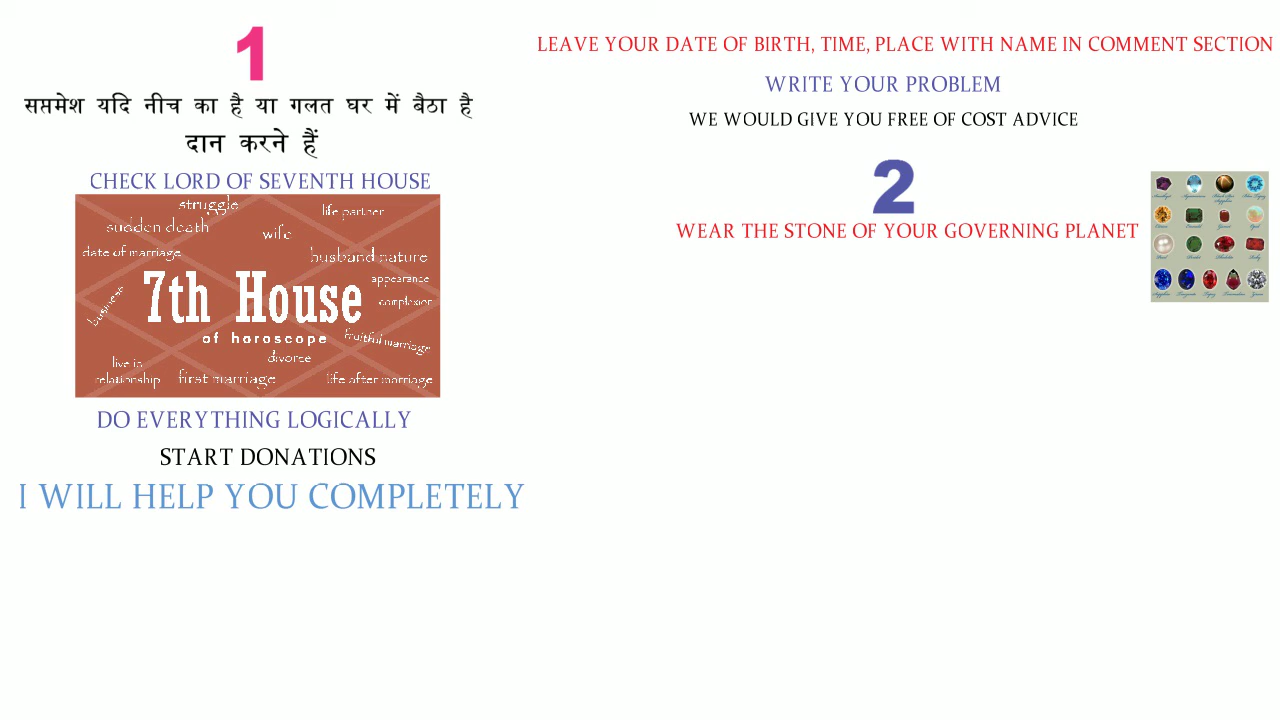 1
सप्तमेश यदि नीच का है या गलत घर में बैठा है
दान करने हैं
CHECK LORD OF SEVENTH HOUSE
struggle
life partner
sudden death
wife
date of marriage
husband nature
appearance
business
7th House
complexion
of horoscope
fruitful marriage
divorce
live in
relationship
first marriage
life after marriage
DO EVERYTHING LOGICALLY
START DONATIONS
I WILL HELP YOU COMPLETELY
LEAVE YOUR DATE OF BIRTH, TIME, PLACE WITH NAME IN COMMENT SECTION
WRITE YOUR PROBLEM
WE WOULD GIVE YOU FREE OF COST ADVICE
2
WEAR THE STONE OF YOUR GOVERNING PLANET